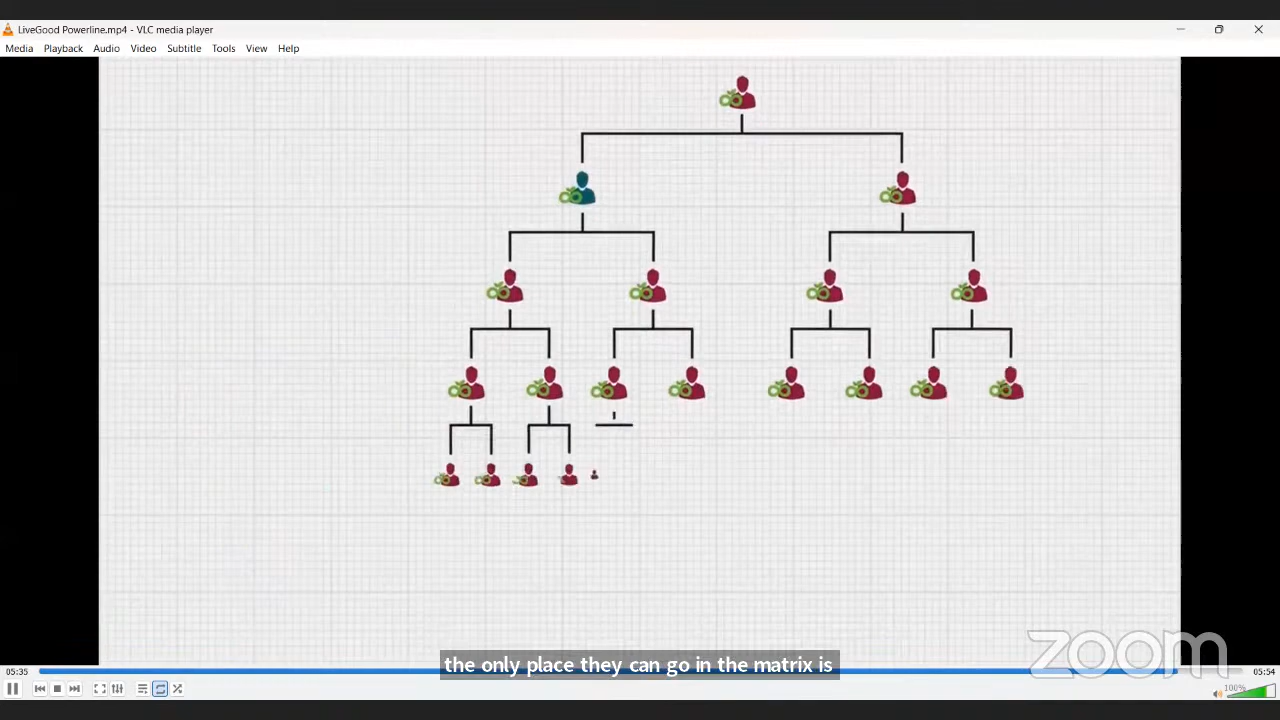 LiveGood Powerline.mp4 - VLC media player
Media Playback Audio Video Subtitle Tools View Help
the only place they can go in the matrix is
zoom
05:35
05:54
100%